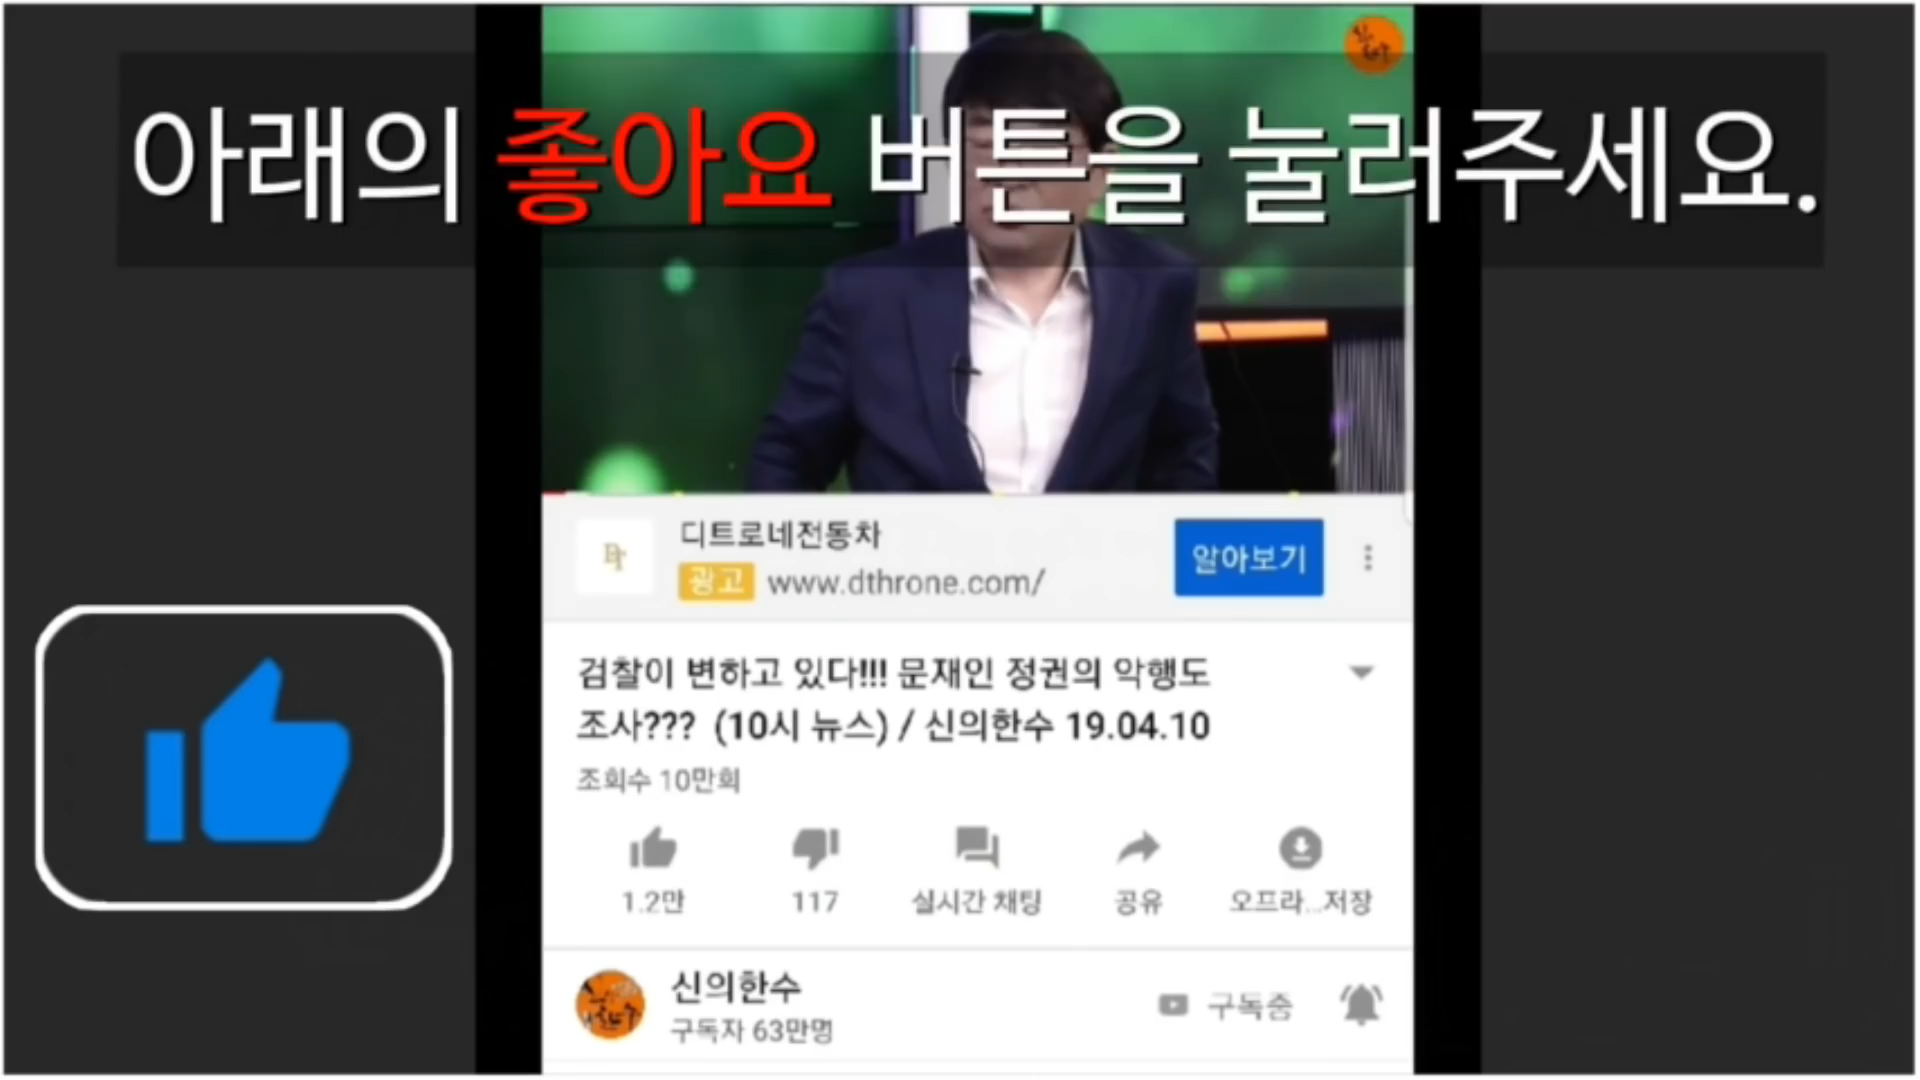 아래의 좋아요 버튼을 눌러주세요.
디트로네전동차
광고 www.dthrone.com/
알아보기
검찰이 변하고 있다!!! 문재인 정권의 악행도
조사??? (10시 뉴스) / 신의한수 19.04.10
조회수 10만회
1.2만 117 실시간 채팅 공유 오프라...저장
신의한수
구독자 63만명
구독중